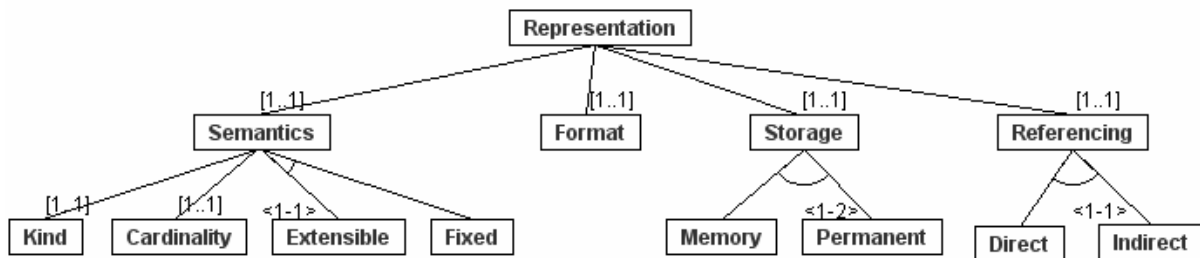 Representation
[1..1] [1..1] [1..1] [1..1]
Semantics Format Storage Referencing
[1..1] [1..1] <1-1> <1-2> <1-1>
Kind Cardinality Extensible Fixed Memory Permanent Direct Indirect